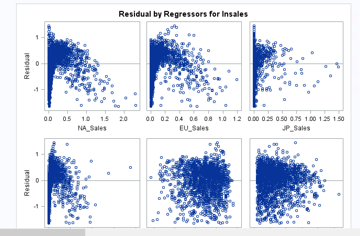 Residual by Regressors for lnsales
Residual
1
0
-1
0.0 0.5 1.0 1.5 2.0
NA_Sales
0.0 0.2 0.4 0.6 0.8 1.0 1.2
EU_Sales
0.00 0.25 0.50 0.75 1.00 1.25 1.50
JP_Sales
Residual
1
0
-1